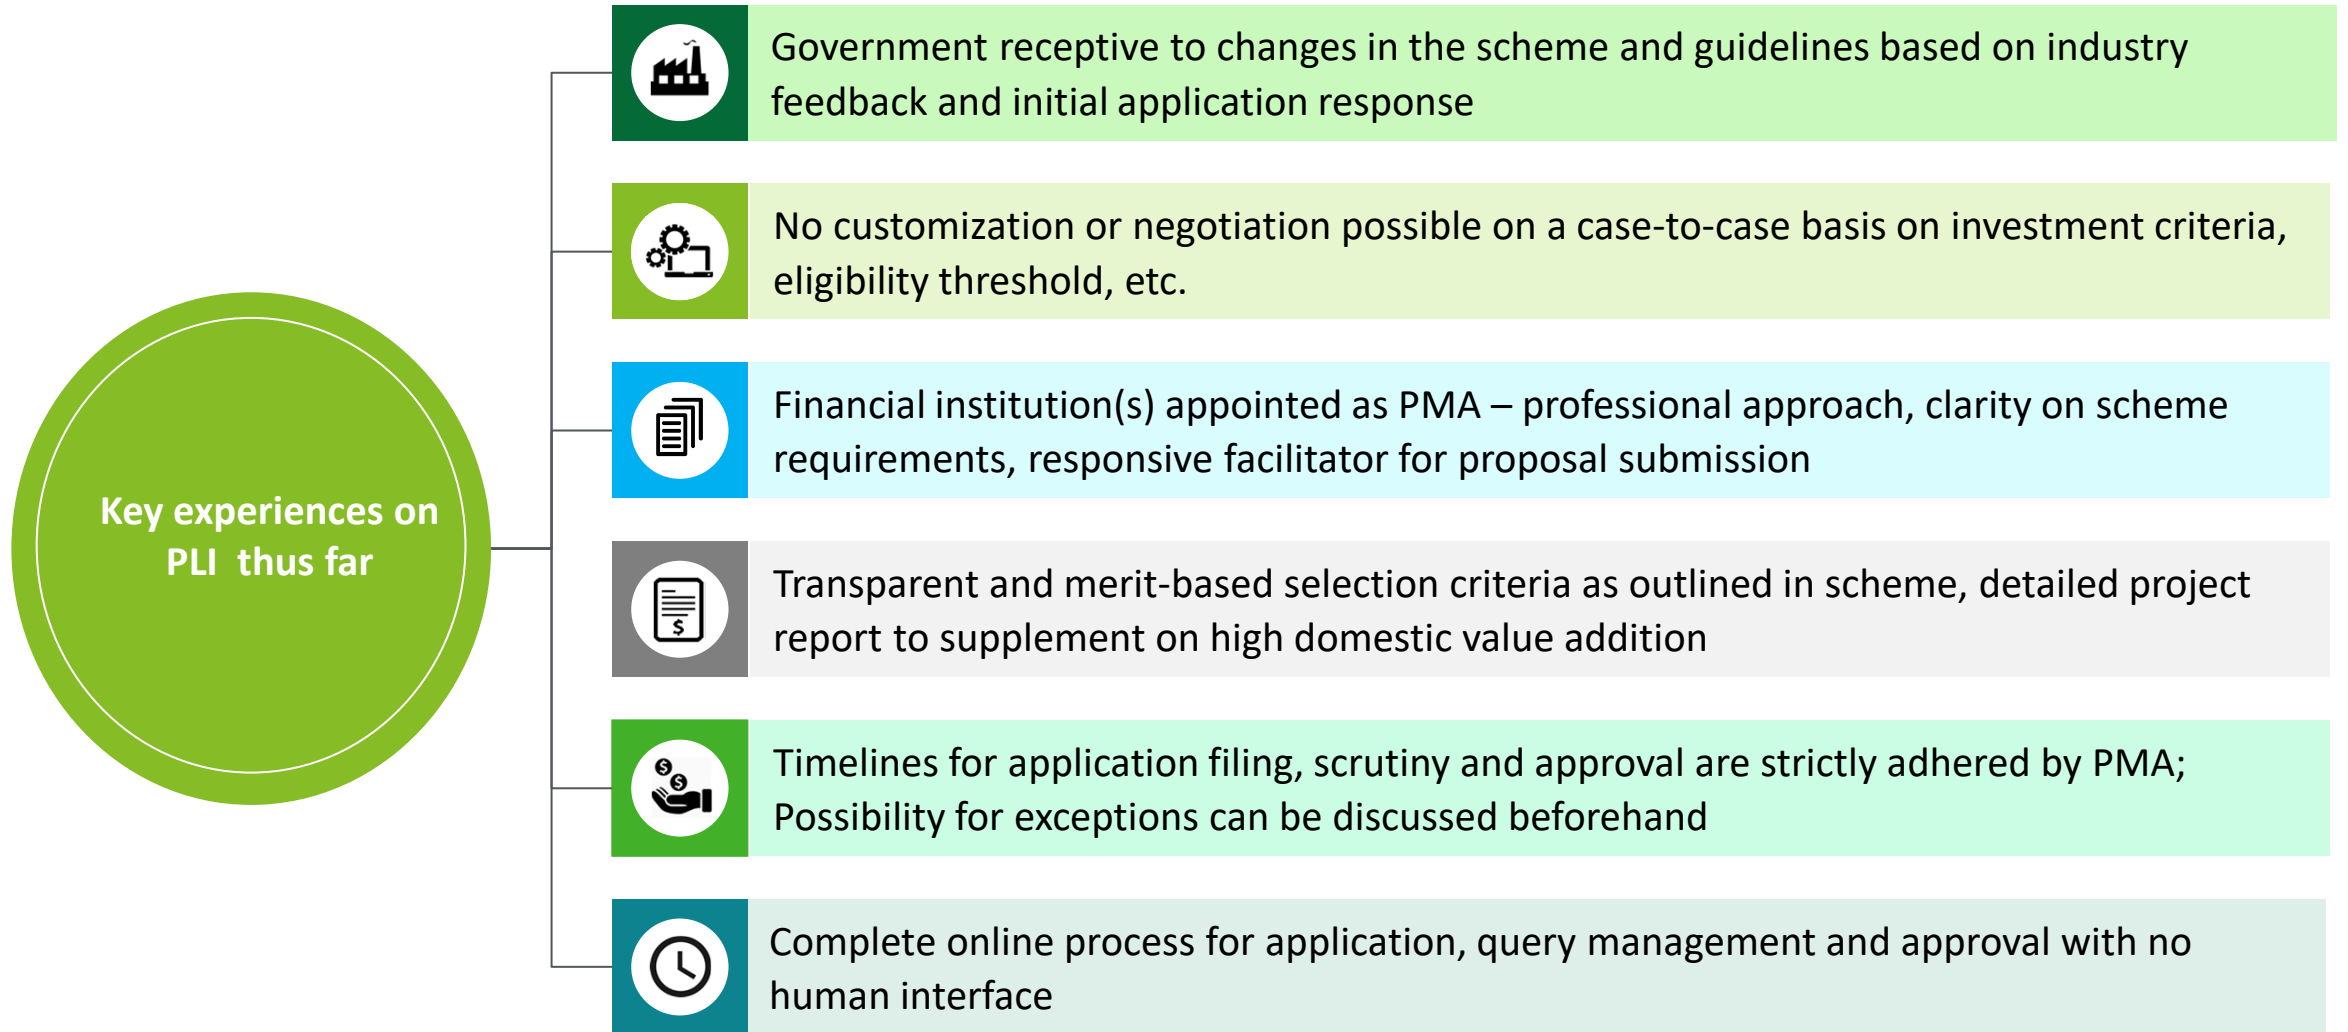 Key experiences on
PLI thus far
Government receptive to changes in the scheme and guidelines based on industry
feedback and initial application response
No customization or negotiation possible on a case-to-case basis on investment criteria,
eligibility threshold, etc.
Financial institution(s) appointed as PMA – professional approach, clarity on scheme
requirements, responsive facilitator for proposal submission
$
Transparent and merit-based selection criteria as outlined in scheme, detailed project
report to supplement on high domestic value addition
$
$
Timelines for application filing, scrutiny and approval are strictly adhered by PMA;
Possibility for exceptions can be discussed beforehand
Complete online process for application, query management and approval with no
human interface